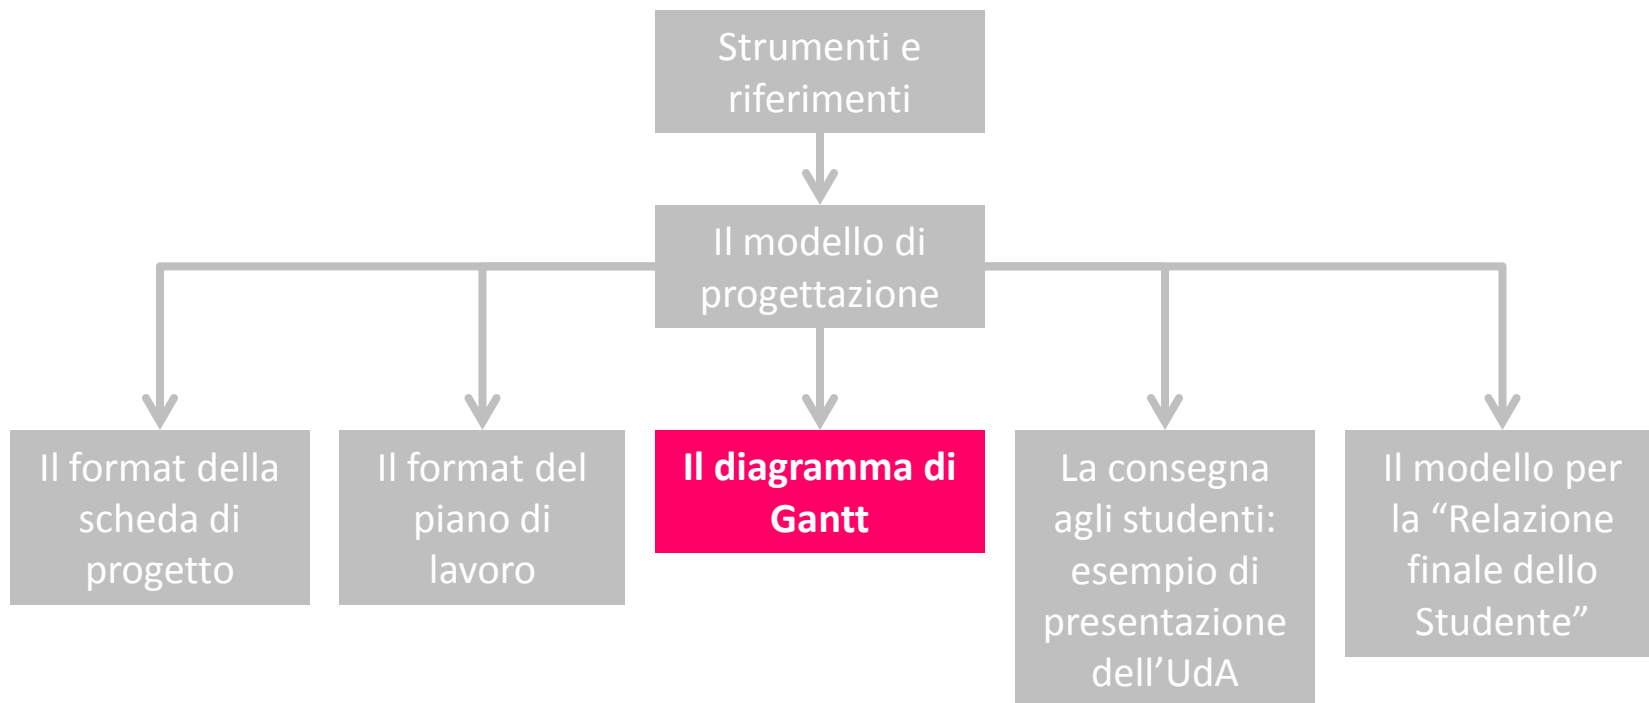 Strumenti e
riferimenti
Il modello di
progettazione
Il format della
scheda di
progetto
Il format del
piano di
lavoro
Il diagramma di
Gantt
La consegna
agli studenti:
esempio di
presentazione
dell’UdA
Il modello per
la “Relazione
finale dello
Studente”